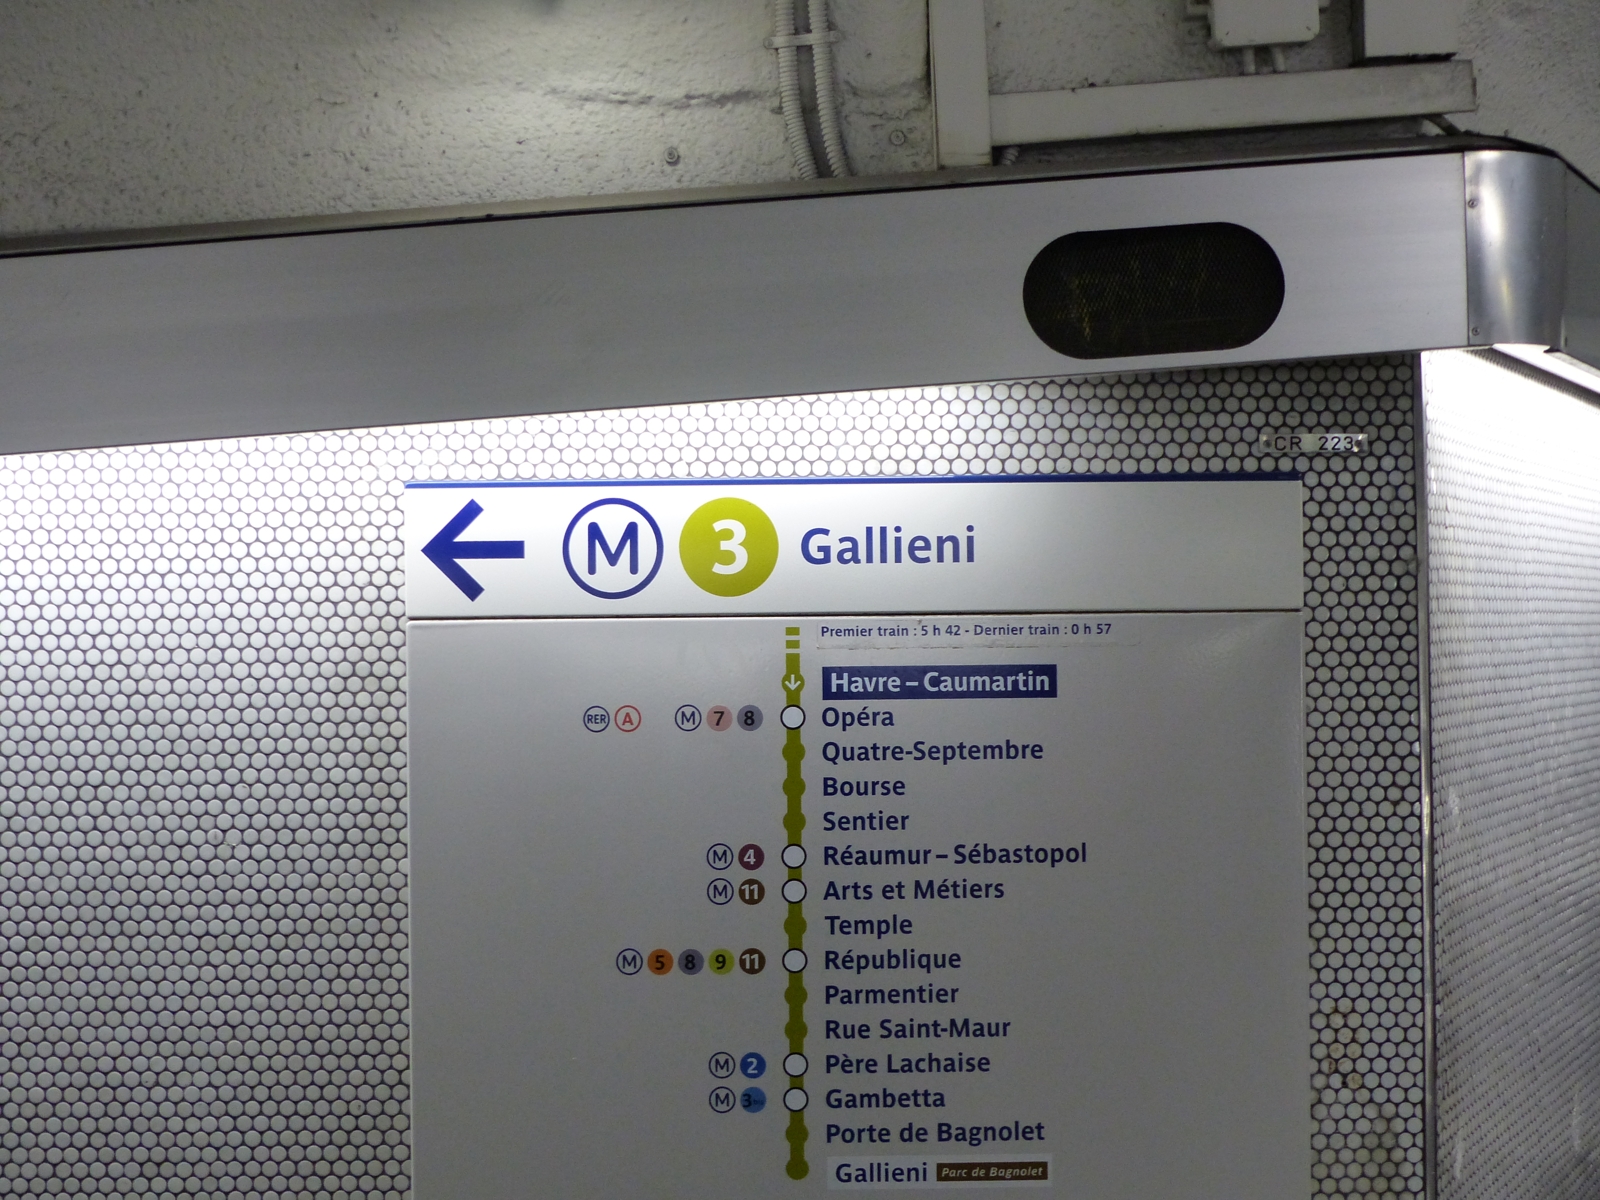 CR 223
M 3 Gallieni
Premier train : 5 h 42 - Dernier train : 0 h 57
Havre – Caumartin
RER A M 7 8 Opéra
Quatre-Septembre
Bourse
Sentier
M 4 Réaumur – Sébastopol
M 11 Arts et Métiers
Temple
M 5 8 9 11 République
Parmentier
Rue Saint-Maur
M 2 Père Lachaise
M 3bis Gambetta
Porte de Bagnolet
Gallieni Parc de Bagnolet